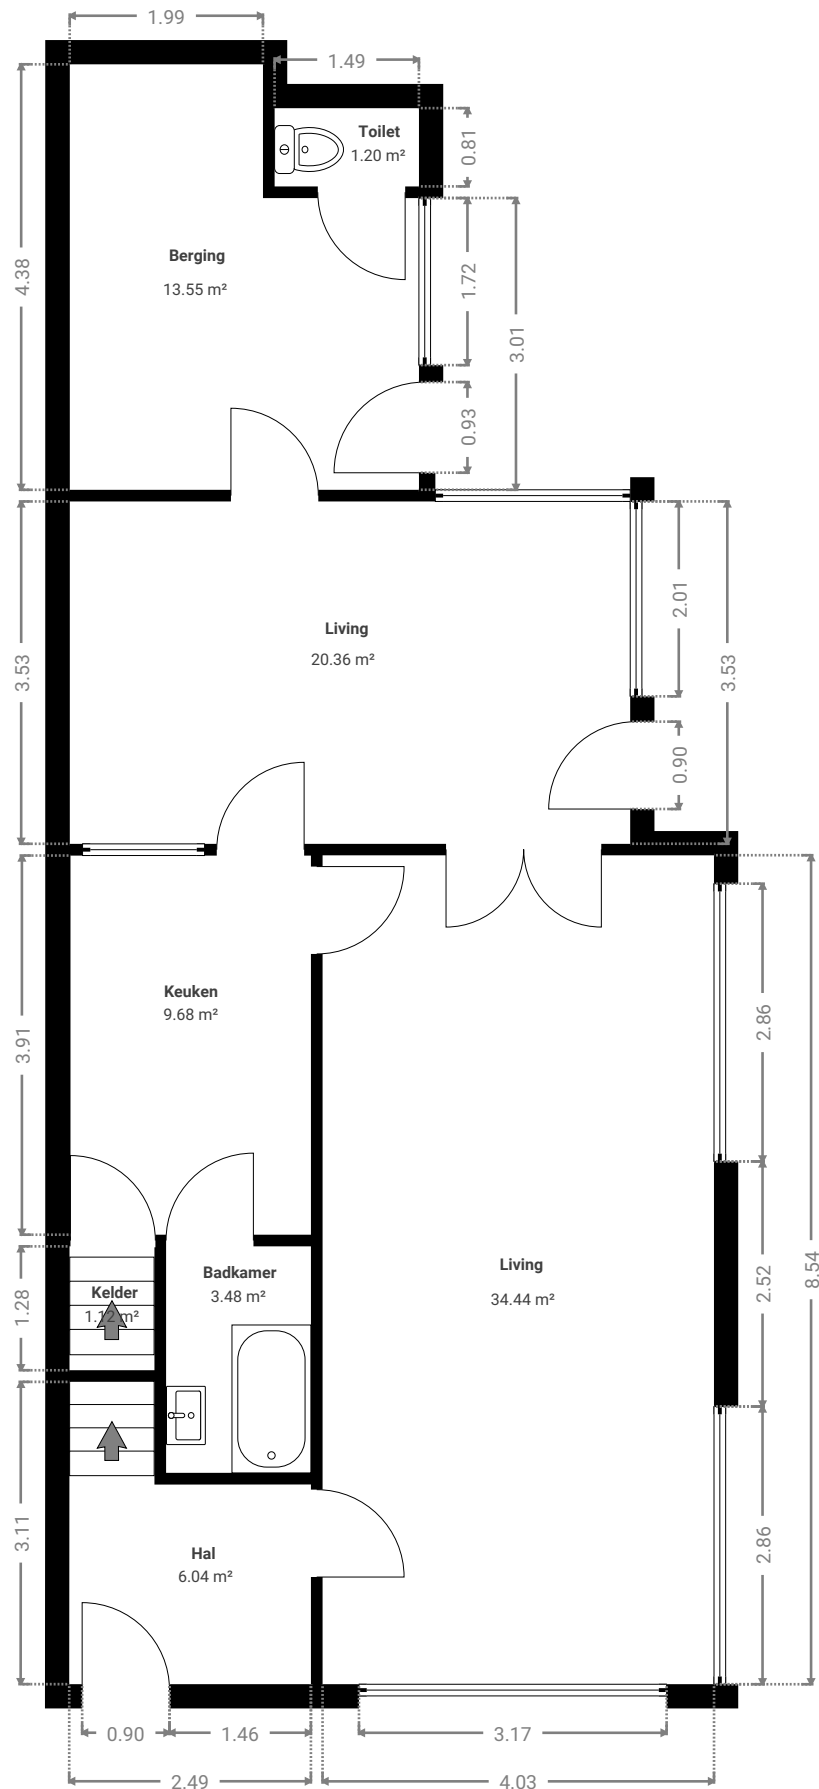 1.99
1.49
Toilet
1.20 m²
0.81
Berging
13.55 m²
4.38
1.72
3.01
0.93
Living
20.36 m²
3.53
2.01
3.53
0.90
Keuken
9.68 m²
3.91
2.86
8.54
Kelder
1.12 m²
1.28
Badkamer
3.48 m²
Living
34.44 m²
2.52
3.11
Hal
6.04 m²
2.86
0.90
1.46
3.17
2.49
4.03